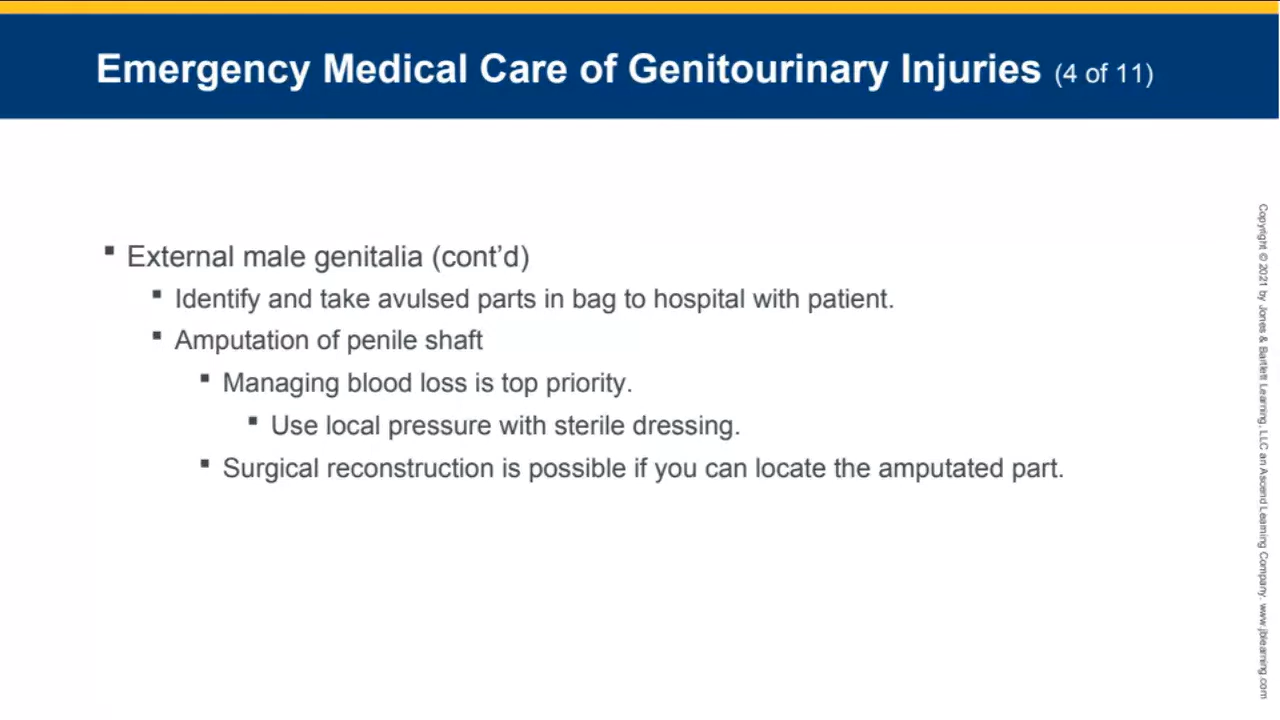 Emergency Medical Care of Genitourinary Injuries (4 of 11)
▪ External male genitalia (cont’d)
▪ Identify and take avulsed parts in bag to hospital with patient.
▪ Amputation of penile shaft
▪ Managing blood loss is top priority.
▪ Use local pressure with sterile dressing.
▪ Surgical reconstruction is possible if you can locate the amputated part.
Copyright © 2021 by Jones & Bartlett Learning, LLC an Ascend Learning Company. www.jblearning.com